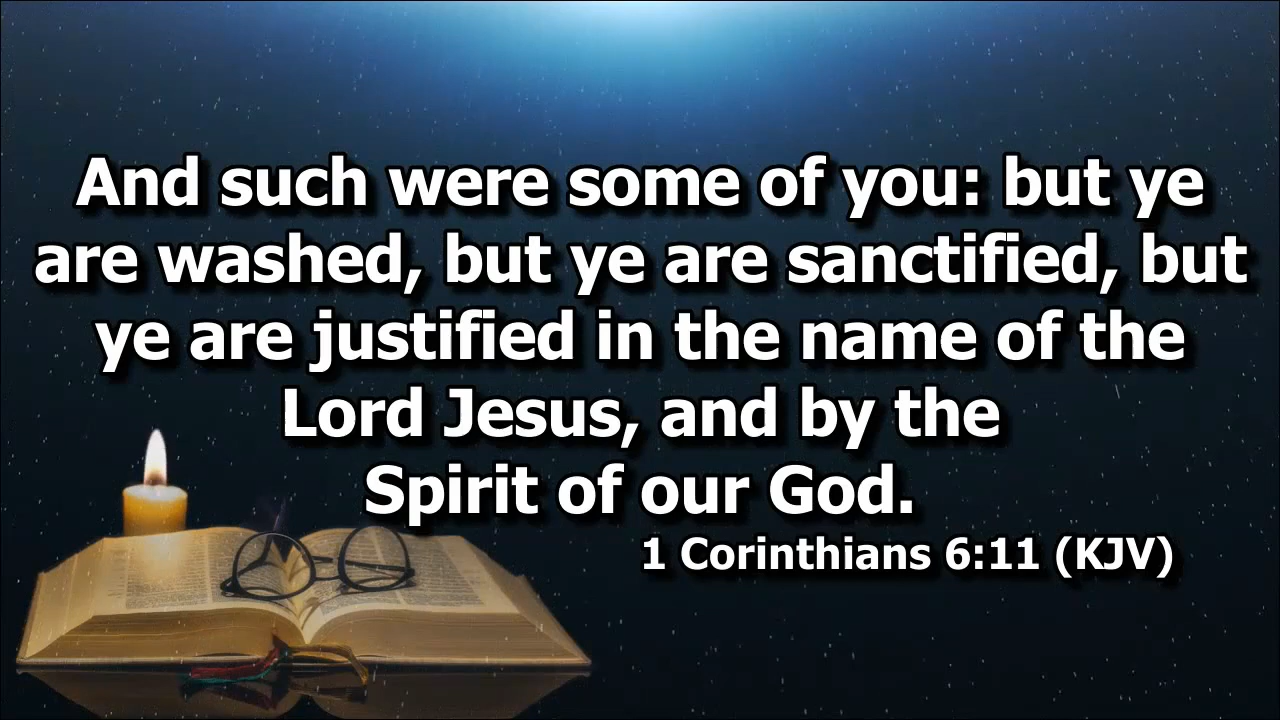 And such were some of you: but ye
are washed, but ye are sanctified, but
ye are justified in the name of the
Lord Jesus, and by the
Spirit of our God.
1 Corinthians 6:11 (KJV)